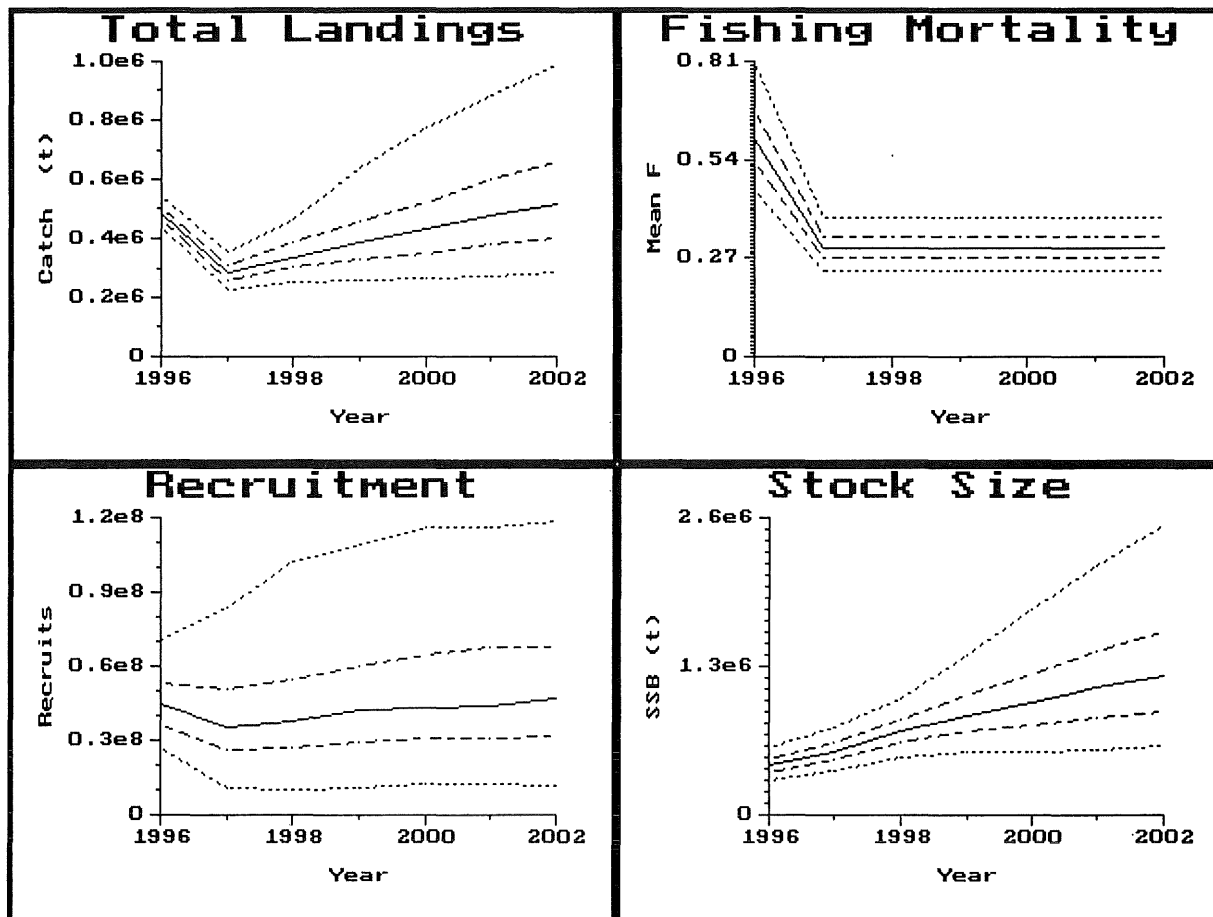 Total Landings
Catch (t)
1.0e6
0.8e6
0.6e6
0.4e6
0.2e6
0
1996 1998 2000 2002
Year
Fishing Mortality
Mean F
0.81
0.54
0.27
0
1996 1998 2000 2002
Year
Recruitment
Recruits
1.2e8
0.9e8
0.6e8
0.3e8
0
1996 1998 2000 2002
Year
Stock Size
SSB (t)
2.6e6
1.3e6
0
1996 1998 2000 2002
Year